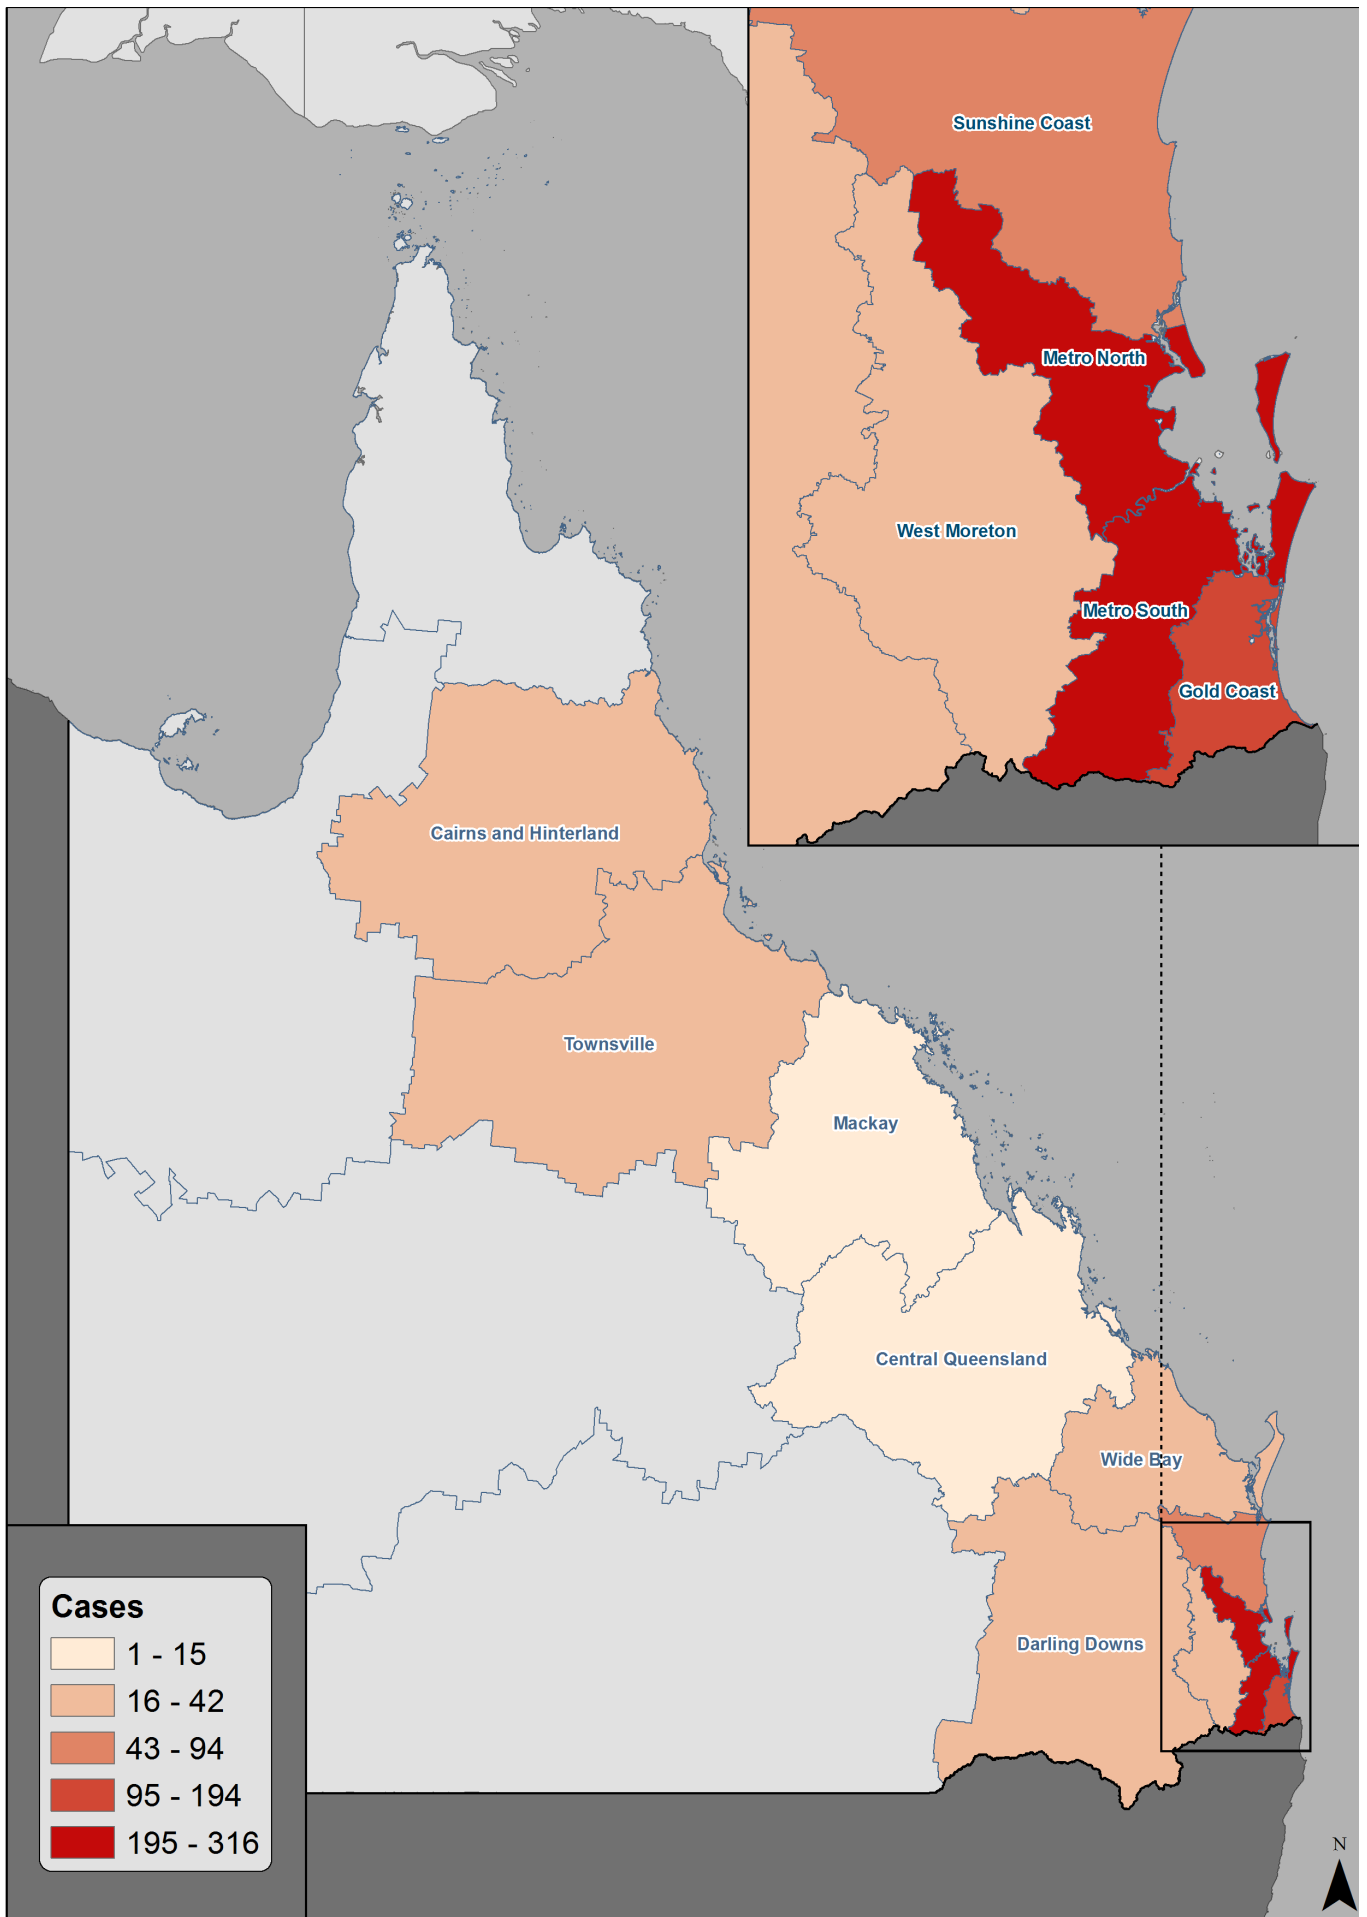 Sunshine Coast
Metro North
West Moreton
Metro South
Gold Coast
Cairns and Hinterland
Townsville
Mackay
Central Queensland
Wide Bay
Darling Downs
Cases
1 - 15
16 - 42
43 - 94
95 - 194
195 - 316
N